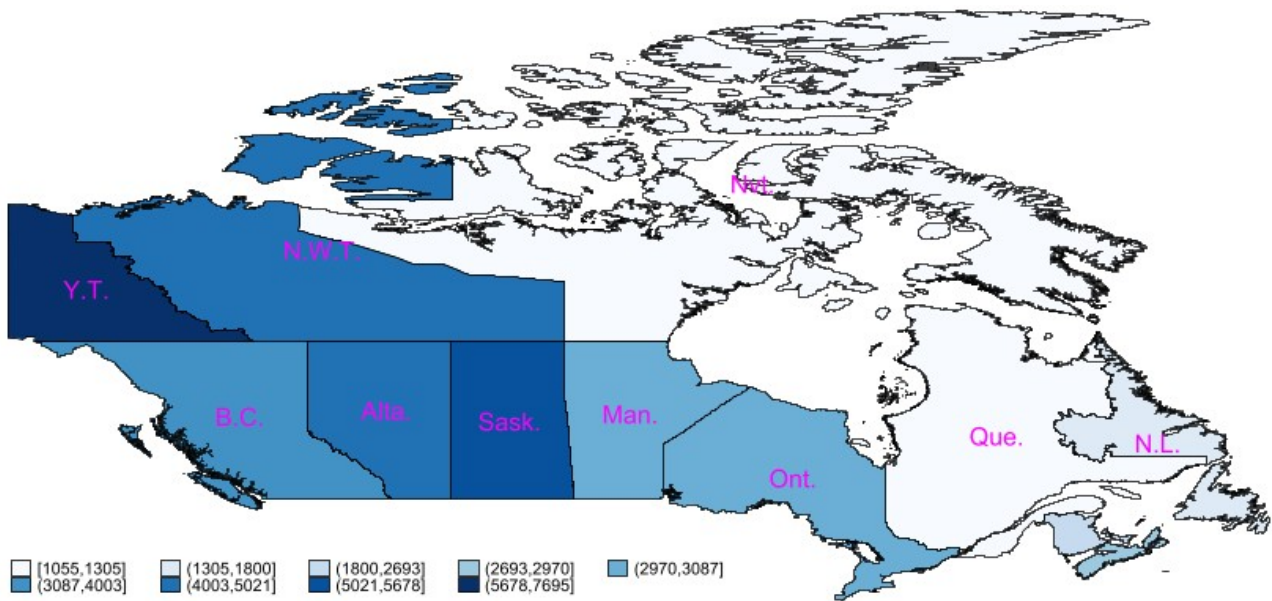 Nvt.
N.W.T.
Y.T.
B.C.
Alta.
Sask.
Man.
Que.
N.L.
Ont.
[1055,1305] (1305,1800] (1800,2693] (2693,2970] (2970,3087]
(3087,4003] (4003,5021] (5021,5678] (5678,7695]